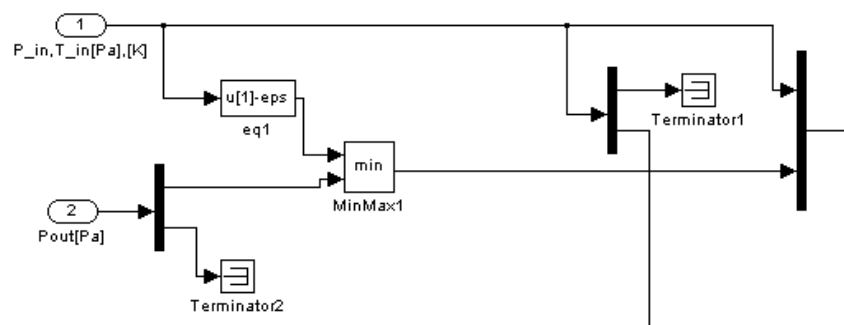 1
P_in,T_in[Pa],[K]
u[1]-eps
eq1
Terminator1
min
MinMax1
2
Pout[Pa]
Terminator2